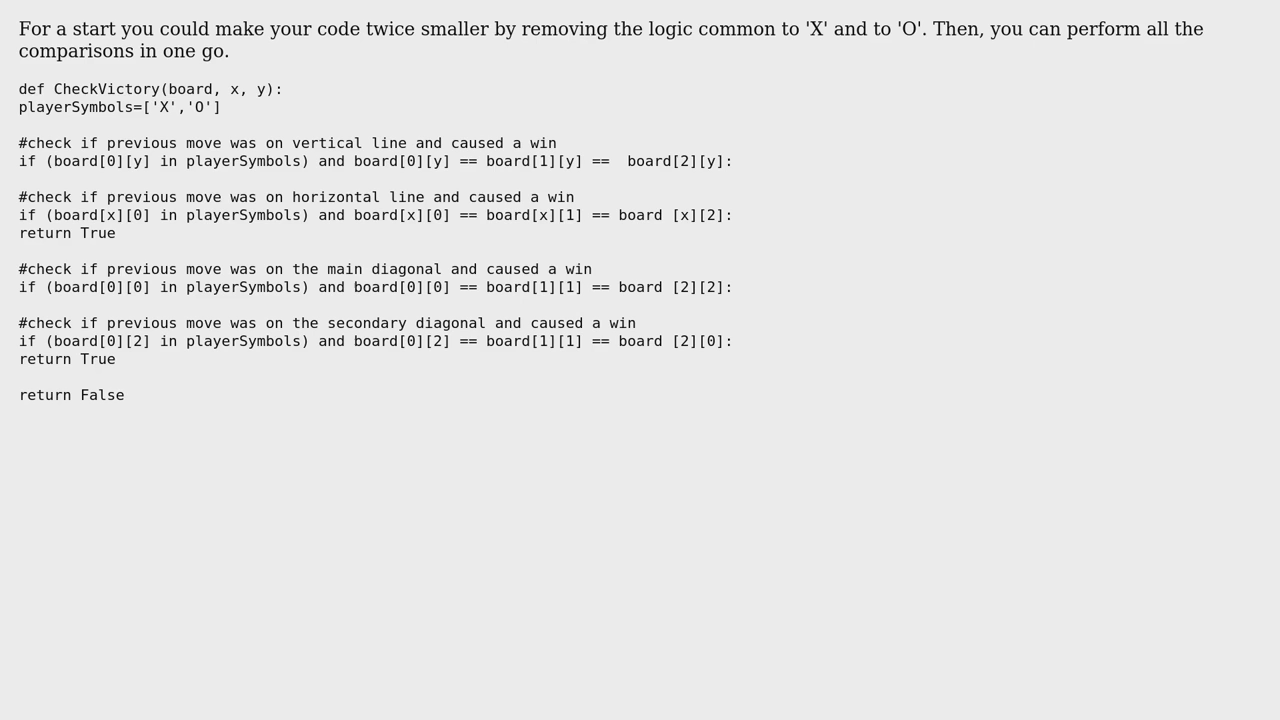 For a start you could make your code twice smaller by removing the logic common to 'X' and to 'O'. Then, you can perform all the
comparisons in one go.
def CheckVictory(board, x, y):
playerSymbols=['X','O']
#check if previous move was on vertical line and caused a win
if (board[0][y] in playerSymbols) and board[0][y] == board[1][y] ==  board[2][y]:
#check if previous move was on horizontal line and caused a win
if (board[x][0] in playerSymbols) and board[x][0] == board[x][1] == board [x][2]:
return True
#check if previous move was on the main diagonal and caused a win
if (board[0][0] in playerSymbols) and board[0][0] == board[1][1] == board [2][2]:
#check if previous move was on the secondary diagonal and caused a win
if (board[0][2] in playerSymbols) and board[0][2] == board[1][1] == board [2][0]:
return True
return False